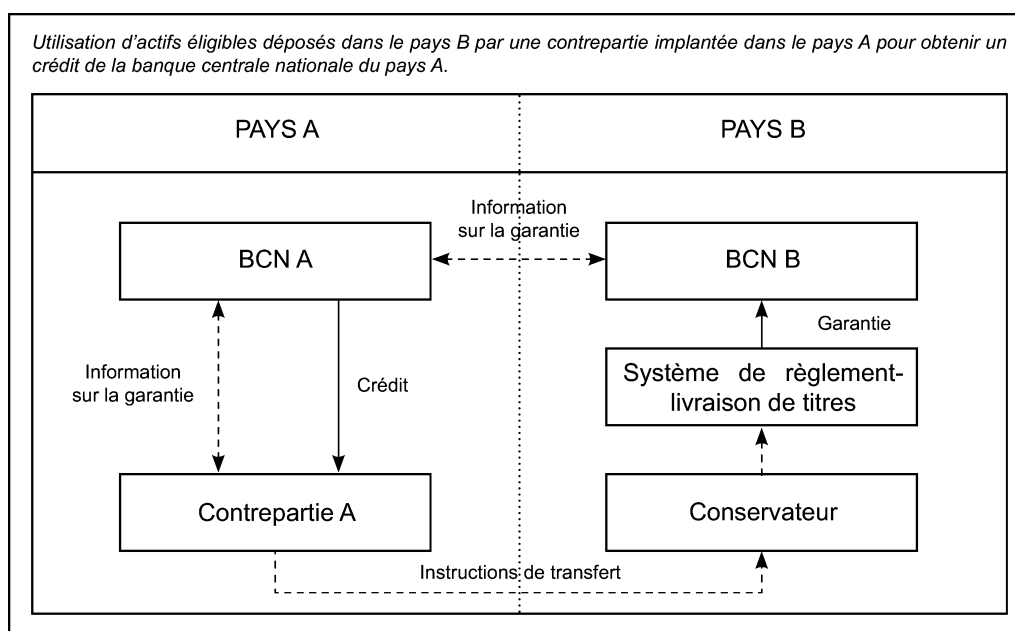 Utilisation d’actifs éligibles déposés dans le pays B par une contrepartie implantée dans le pays A pour obtenir un
crédit de la banque centrale nationale du pays A.
PAYS A
PAYS B
Information
sur la garantie
BCN A
BCN B
Garantie
Information
sur la garantie
Crédit
Système de règlement-
livraison de titres
Contrepartie A
Conservateur
Instructions de transfert